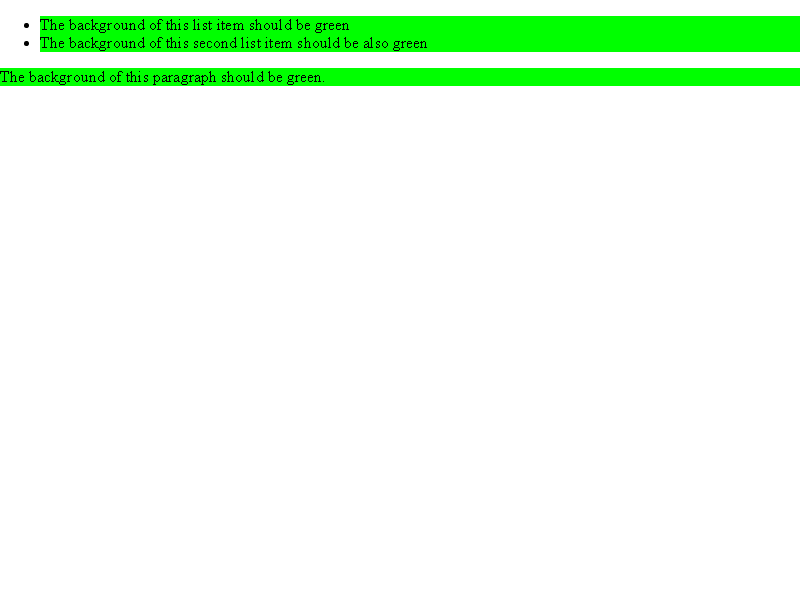 The background of this list item should be green
The background of this second list item should be also green
The background of this paragraph should be green.